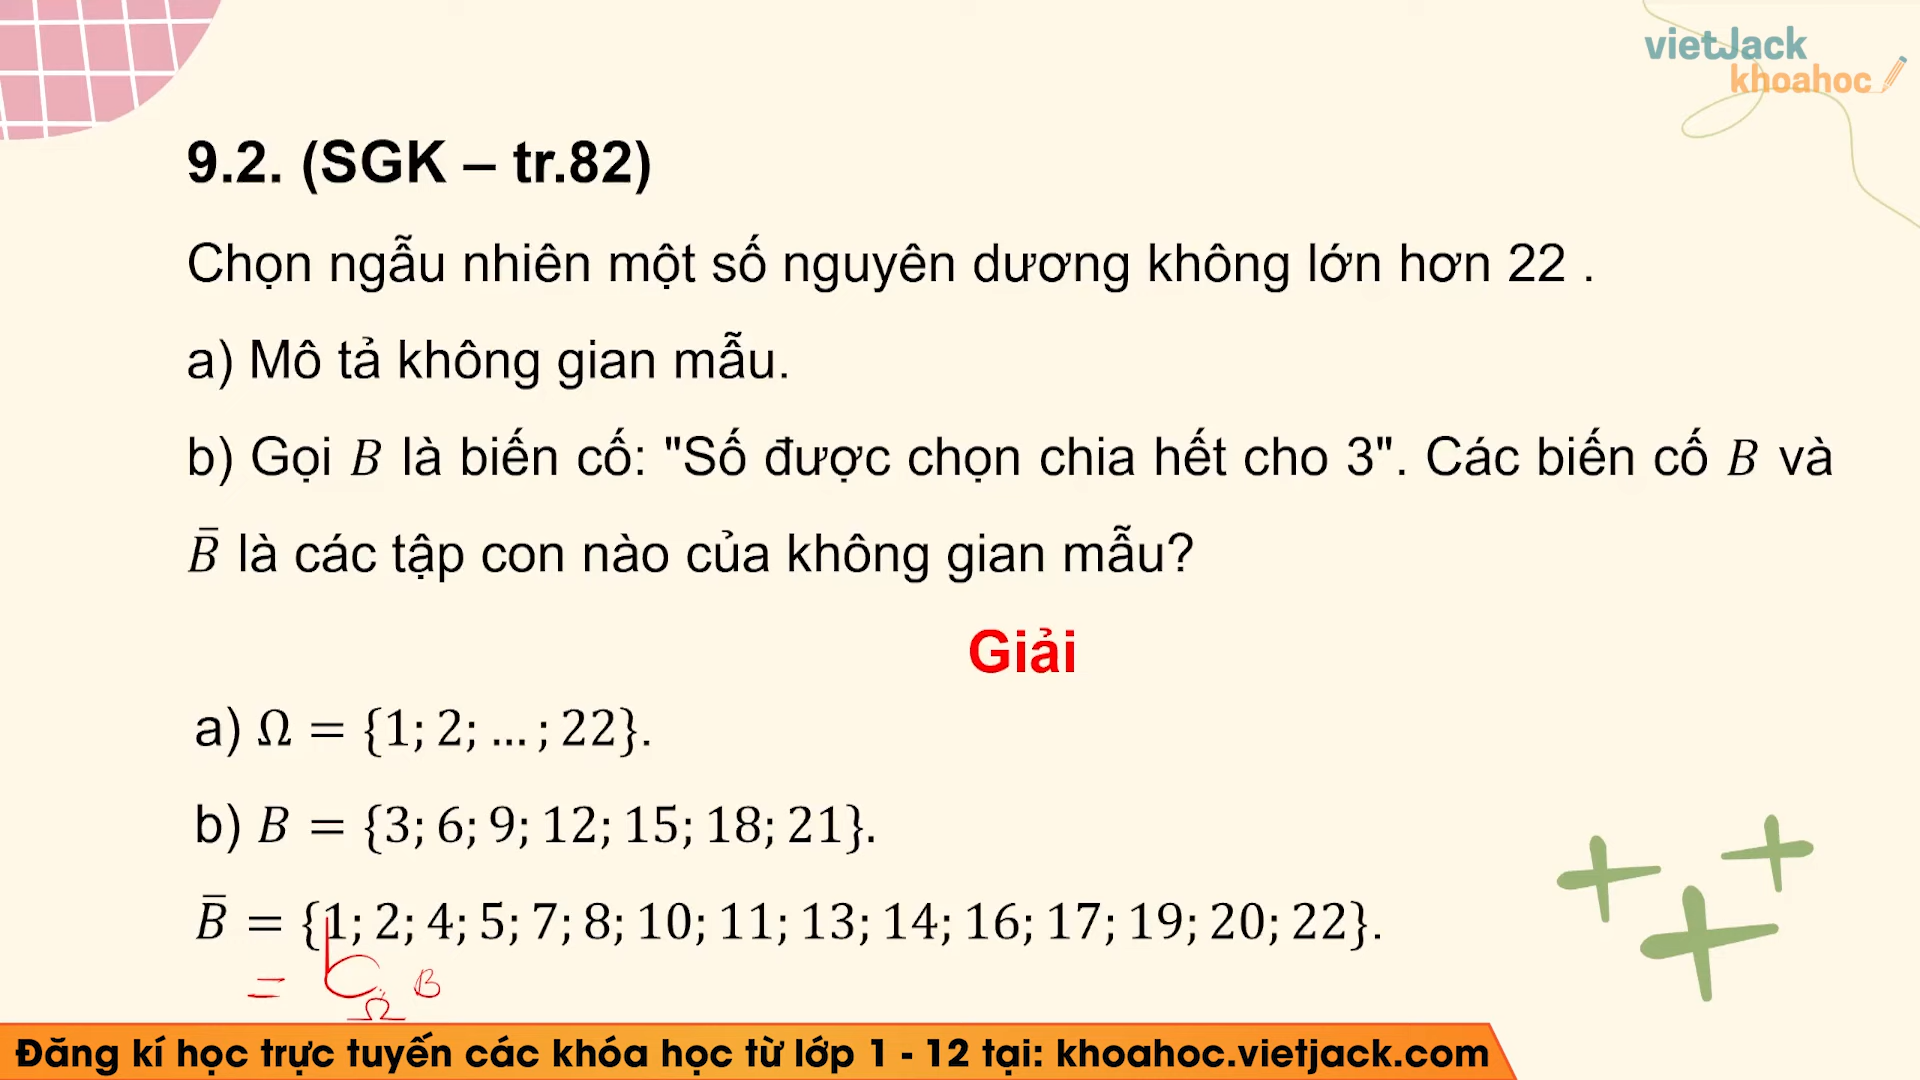 vietJack
khoahoc
9.2. (SGK – tr.82)
Chọn ngẫu nhiên một số nguyên dương không lớn hơn 22 .
a) Mô tả không gian mẫu.
b) Gọi B là biến cố: "Số được chọn chia hết cho 3". Các biến cố B và
B̅ là các tập con nào của không gian mẫu?
Giải
a) Ω = {1; 2; … ; 22}.
b) B = {3; 6; 9; 12; 15; 18; 21}.
B̅ = {1; 2; 4; 5; 7; 8; 10; 11; 13; 14; 16; 17; 19; 20; 22}.
= C_Ω B
Đăng kí học trực tuyến các khóa học từ lớp 1 - 12 tại: khoahoc.vietjack.com